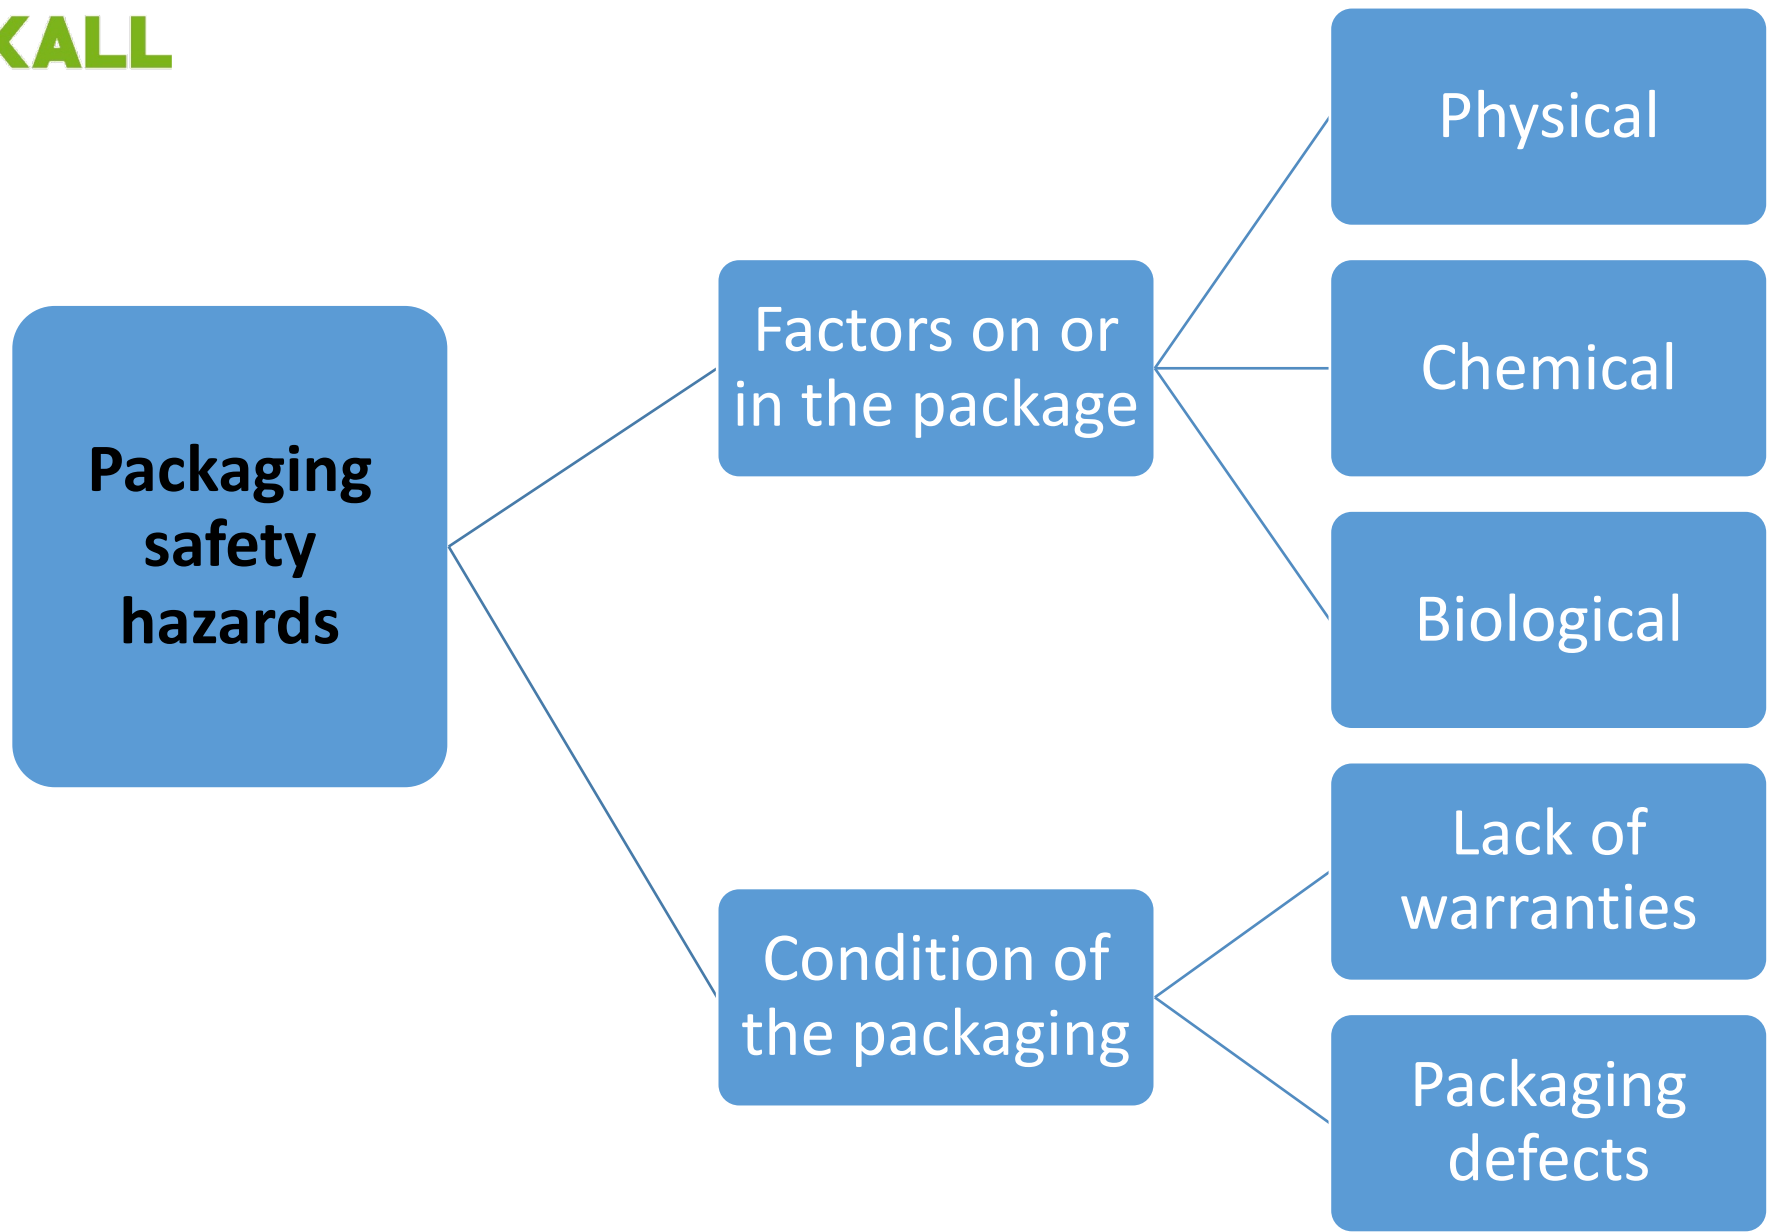 KALL
Physical
Factors on or
in the package
Chemical
Packaging
safety
hazards
Biological
Lack of
warranties
Condition of
the packaging
Packaging
defects